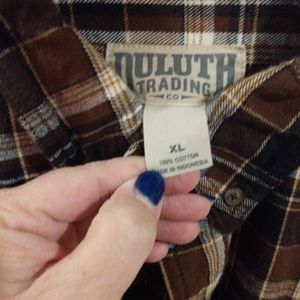 DULUTH
TRADING
CO
XL
100% COTTON
MADE IN INDONESIA